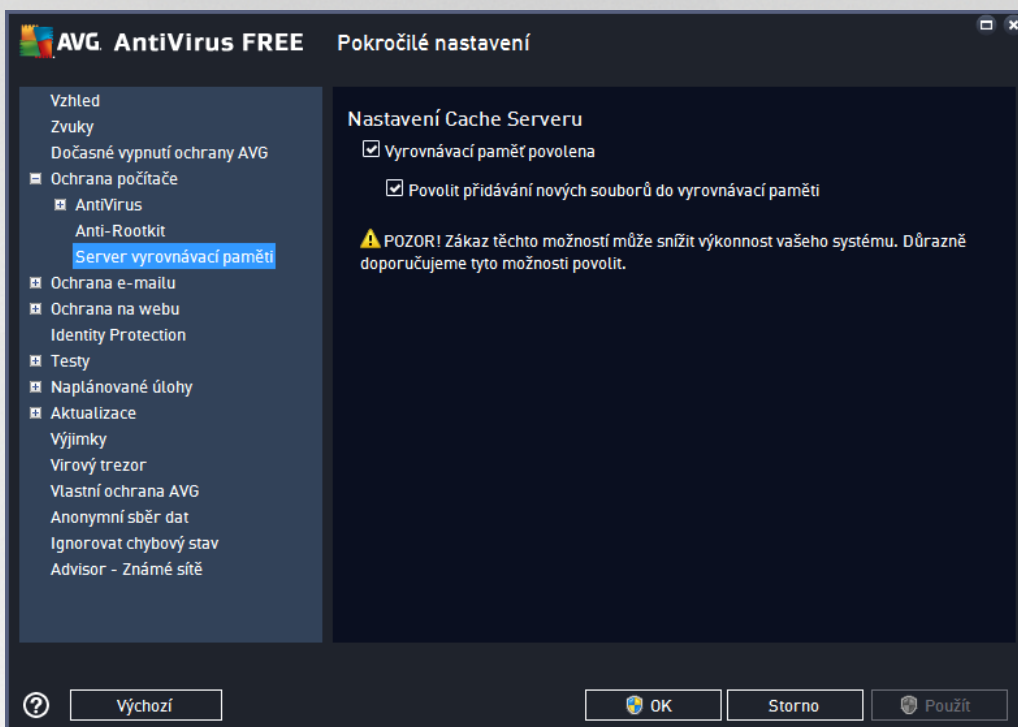 AVG. AntiVirus FREE Pokročilé nastavení
Vzhled
Zvuky
Dočasné vypnutí ochrany AVG
Ochrana počítače
AntiVirus
Anti-Rootkit
Server vyrovnávací paměti
Ochrana e-mailu
Ochrana na webu
Identity Protection
Testy
Naplánované úlohy
Aktualizace
Výjimky
Virový trezor
Vlastní ochrana AVG
Anonymní sběr dat
Ignorovat chybový stav
Advisor - Známé sítě
Nastavení Cache Serveru
Vyrovnávací paměť povolena
Povolit přidávání nových souborů do vyrovnávací paměti
POZOR! Zákaz těchto možností může snížit výkonnost vašeho systému. Důrazně
doporučujeme tyto možnosti povolit.
Výchozí
OK
Storno
Použít